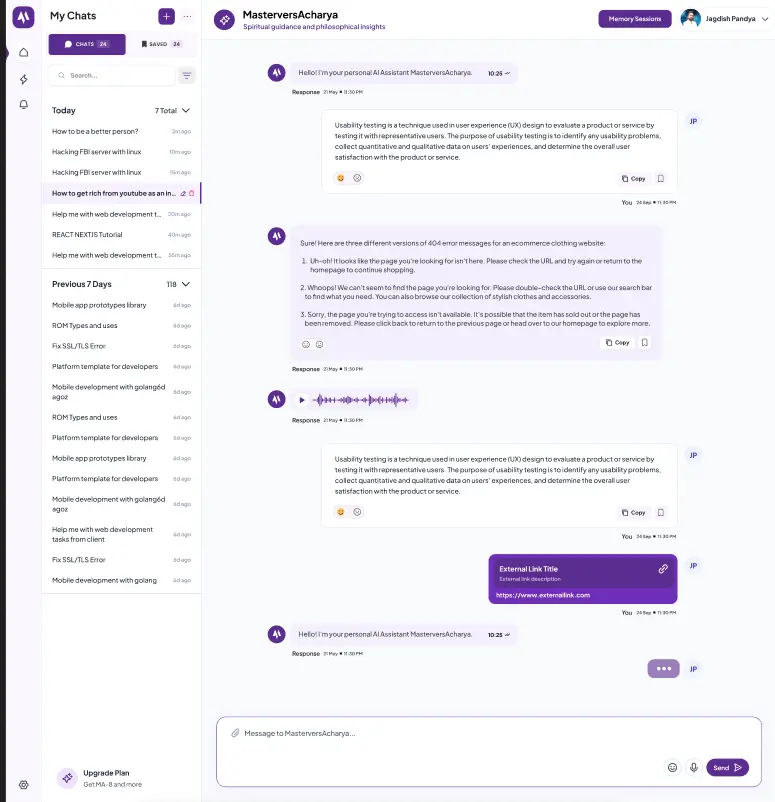 My Chats
CHATS 24
SAVED 24
Search...
Today
7 Total
How to be a better person?
2m ago
Hacking FBI server with linux
10m ago
Hacking FBI server with linux
15m ago
How to get rich from youtube as an in...
Help me with web development t...
30m ago
REACT NEXTJS Tutorial
40m ago
Help me with web development t...
55m ago
Previous 7 Days
118
Mobile app prototypes library
6d ago
ROM Types and uses
6d ago
Fix SSL/TLS Error
6d ago
Platform template for developers
6d ago
Mobile development with golang6d
agoz
6d ago
ROM Types and uses
6d ago
Platform template for developers
6d ago
Mobile app prototypes library
6d ago
Platform template for developers
6d ago
Mobile development with golang6d
agoz
6d ago
Help me with web development
tasks from client
6d ago
Fix SSL/TLS Error
6d ago
Mobile development with golang
6d ago
Upgrade Plan
Get MA-8 and more
MasterversAcharya
Spiritual guidance and philosophical insights
Memory Sessions
Jagdish Pandya
Hello! I'm your personal AI Assistant MasterversAcharya.
10:25
Response 21 May 11:30 PM
Usability testing is a technique used in user experience (UX) design to evaluate a product or service by
testing it with representative users. The purpose of usability testing is to identify any usability problems,
collect quantitative and qualitative data on users' experiences, and determine the overall user
satisfaction with the product or service.
Copy
JP
You 24 Sep 11:30 PM
Sure! Here are three different versions of 404 error messages for an ecommerce clothing website:
1. Uh-oh! It looks like the page you're looking for isn't here. Please check the URL and try again or return to the
homepage to continue shopping.
2. Whoops! We can't seem to find the page you're looking for. Please double-check the URL or use our search bar
to find what you need. You can also browse our collection of stylish clothes and accessories.
3. Sorry, the page you're trying to access isn't available. It's possible that the item has sold out or the page has
been removed. Please click back to return to the previous page or head over to our homepage to explore more.
Copy
Response 21 May 11:30 PM
Response 21 May 11:30 PM
Usability testing is a technique used in user experience (UX) design to evaluate a product or service by
testing it with representative users. The purpose of usability testing is to identify any usability problems,
collect quantitative and qualitative data on users' experiences, and determine the overall user
satisfaction with the product or service.
Copy
JP
You 24 Sep 11:30 PM
External Link Title
External link description
https://www.externallink.com
JP
You 24 Sep 11:30 PM
Hello! I'm your personal AI Assistant MasterversAcharya.
10:25
Response 21 May 11:30 PM
JP
Message to MasterversAcharya...
Send